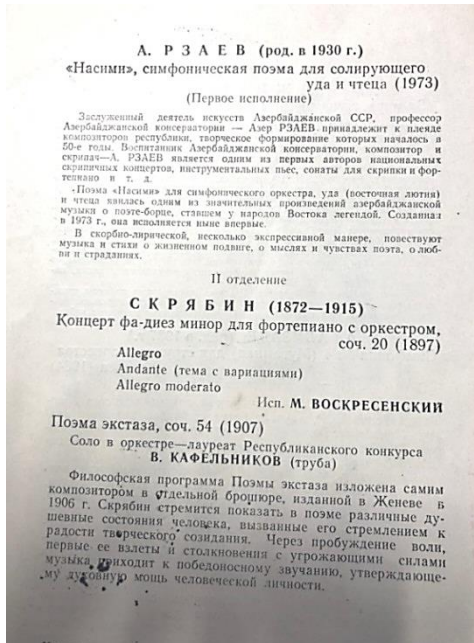 А. РЗАЕВ (род. в 1930 г.)
«Насими», симфоническая поэма для солирующего
уда и чтеца (1973)
(Первое исполнение)
Заслуженный деятель искусств Азербайджанской ССР, профессор
Азербайджанской консерватории — Азер РЗАЕВ принадлежит к плеяде
композиторов республики, творческое формирование которых началось в
50-е годы. Воспитанник Азербайджанской консерватории, композитор и
скрипач—А. РЗАЕВ является одним из первых авторов национальных
скрипичных концертов, инструментальных пьес, сонаты для скрипки и фор-
тепиано и т. д.
«Поэма «Насими» для симфонического оркестра, уда (восточная лютня)
и чтеца явилась одним из значительных произведений азербайджанской
музыки о поэте-борце, ставшем у народов Востока легендой. Созданная
в 1973 г., она исполняется ныне впервые.
В скорбно-лирической, несколько экспрессивной манере, повествуют
музыка и стихи о жизненном подвиге, о мыслях и чувствах поэта, о люб-
ви и страданиях.
II отделение
СКРЯБИН (1872—1915)
Концерт фа-диез минор для фортепиано с оркестром,
соч. 20 (1897)
Allegro
Andante (тема с вариациями)
Allegro moderato
Исп. М. ВОСКРЕСЕНСКИЙ
Поэма экстаза, соч. 54 (1907)
Соло в оркестре—лауреат Республиканского конкурса
В. КАФЕЛЬНИКОВ (труба)
Философская программа Поэмы экстаза изложена самим
композитором в отдельной брошюре, изданной в Женеве в
1906 г. Скрябин стремится показать в поэме различные ду-
шевные состояния человека, вызванные его стремлением к
радости творческого созидания. Через пробуждение воли,
первые ее взлеты и столкновения с угрожающими силами
музыка приходит к победоносному звучанию, утверждающе-
му духовную мощь человеческой личности.